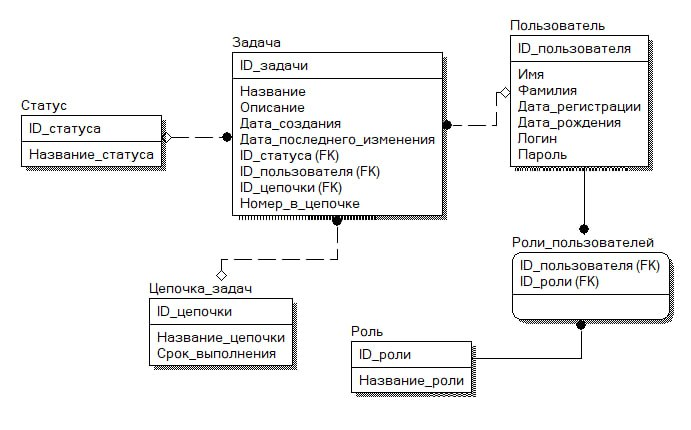 Пользователь
ID_пользователя
Имя
Фамилия
Дата_регистрации
Дата_рождения
Логин
Пароль
Задача
ID_задачи
Название
Описание
Дата_создания
Дата_последнего_изменения
ID_статуса (FK)
ID_пользователя (FK)
ID_цепочки (FK)
Номер_в_цепочке
Статус
ID_статуса
Название_статуса
Роли_пользователей
ID_пользователя (FK)
ID_роли (FK)
Цепочка_задач
ID_цепочки
Название_цепочки
Срок_выполнения
Роль
ID_роли
Название_роли